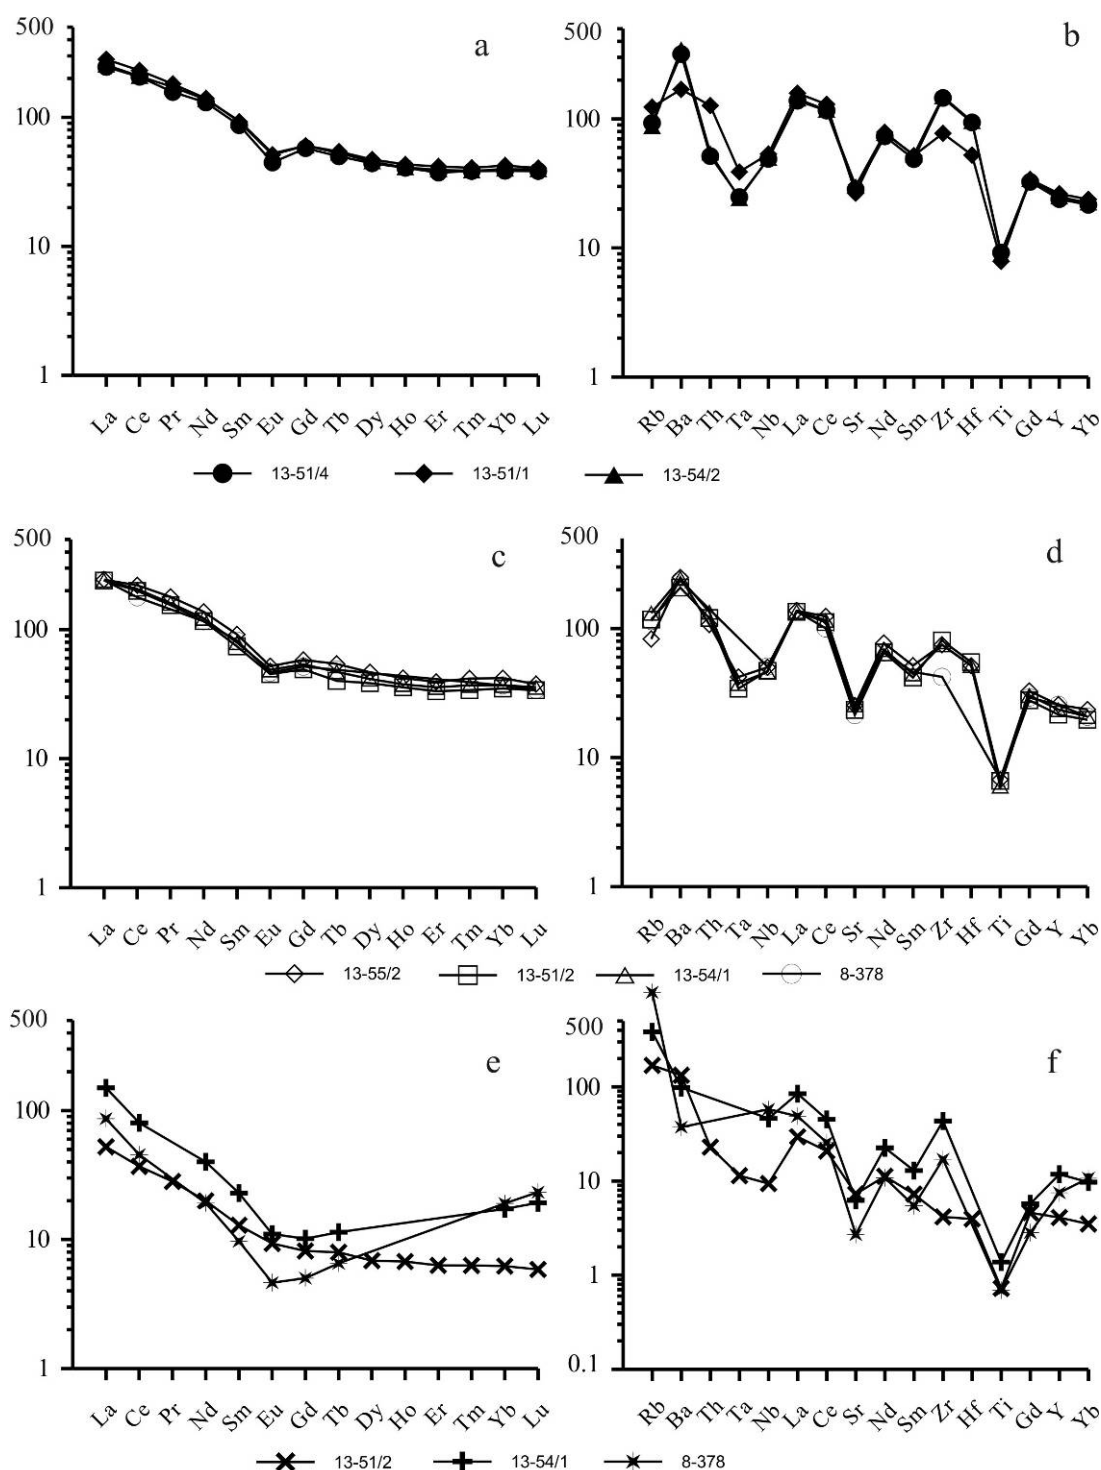 500
100
10
1
a
La Ce Pr Nd Sm Eu Gd Tb Dy Ho Er Tm Yb Lu
500
100
10
1
b
Rb Ba Th Ta Nb La Ce Sr Nd Sm Zr Hf Ti Gd Y Yb
13-51/4 13-51/1 13-54/2
500
100
10
1
c
La Ce Pr Nd Sm Eu Gd Tb Dy Ho Er Tm Yb Lu
500
100
10
1
d
Rb Ba Th Ta Nb La Ce Sr Nd Sm Zr Hf Ti Gd Y Yb
13-55/2 13-51/2 13-54/1 8-378
500
100
10
1
e
La Ce Pr Nd Sm Eu Gd Tb Dy Ho Er Tm Yb Lu
500
100
10
1
0.1
f
Rb Ba Th Ta Nb La Ce Sr Nd Sm Zr Hf Ti Gd Y Yb
13-51/2 13-54/1 8-378